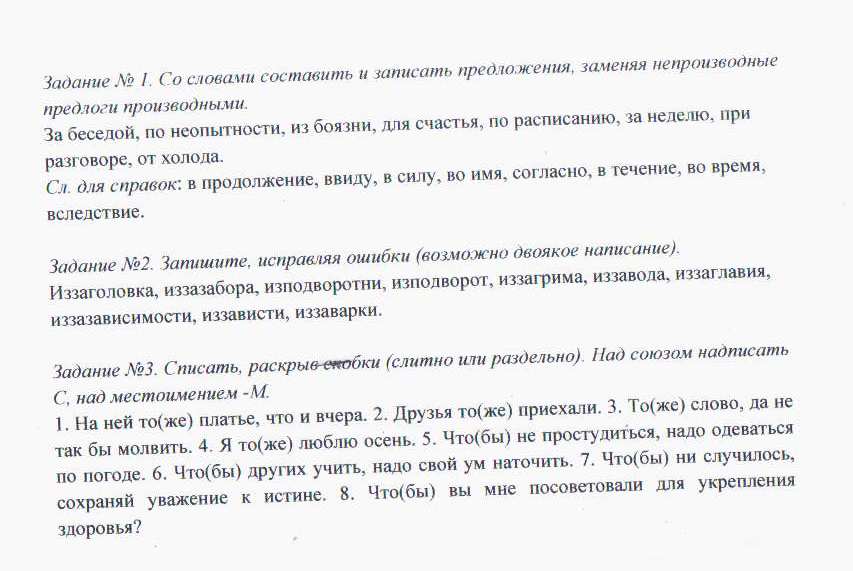 Задание № 1. Со словами составить и записать предложения, заменяя непроизводные
предлоги производными.
За беседой, по неопытности, из боязни, для счастья, по расписанию, за неделю, при
разговоре, от холода.
Сл. для справок: в продолжение, ввиду, в силу, во имя, согласно, в течение, во время,
вследствие.
Задание №2. Запишите, исправляя ошибки (возможно двоякое написание).
Иззаголовка, иззазабора, изподворотни, изподворот, иззагрима, иззавода, иззаглавия,
иззазависимости, иззависти, иззаварки.
Задание №3. Списать, раскрыв скобки (слитно или раздельно). Над союзом надписать
С, над местоимением -М.
1. На ней то(же) платье, что и вчера. 2. Друзья то(же) приехали. 3. То(же) слово, да не
так бы молвить. 4. Я то(же) люблю осень. 5. Что(бы) не простудиться, надо одеваться
по погоде. 6. Что(бы) других учить, надо свой ум наточить. 7. Что(бы) ни случилось,
сохраняй уважение к истине. 8. Что(бы) вы мне посоветовали для укрепления
здоровья?